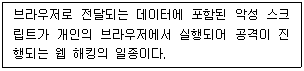 브라우저로 전달되는 데이터에 포함된 악성 스크
립트가 개인의 브라우저에서 실행되어 공격이 진
행되는 웹 해킹의 일종이다.